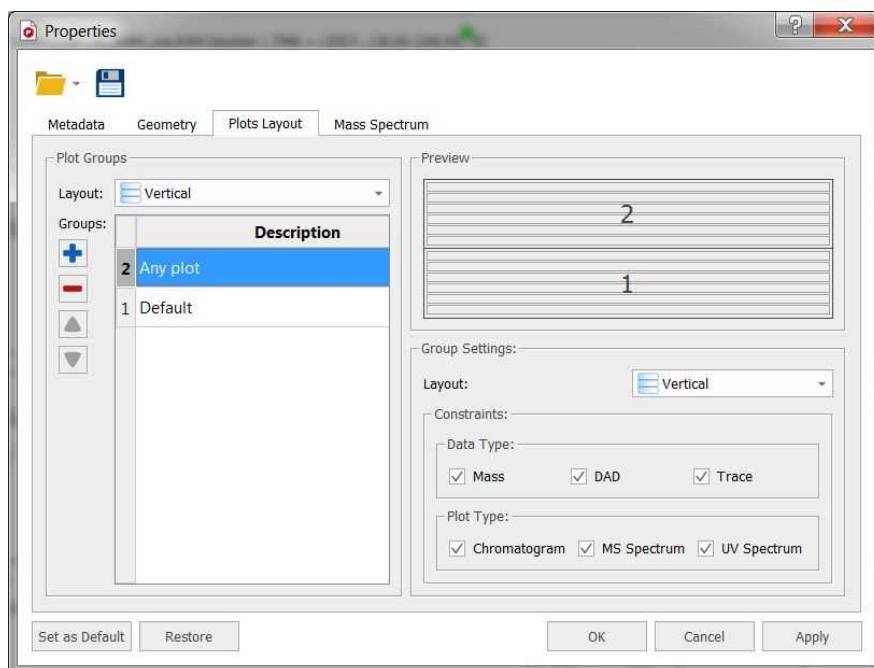 Properties
Metadata Geometry Plots Layout Mass Spectrum
Plot Groups
Layout: Vertical
Groups:
Description
2 Any plot
1 Default
Preview
2
1
Group Settings:
Layout: Vertical
Constraints:
Data Type:
Mass DAD Trace
Plot Type:
Chromatogram MS Spectrum UV Spectrum
Set as Default Restore OK Cancel Apply